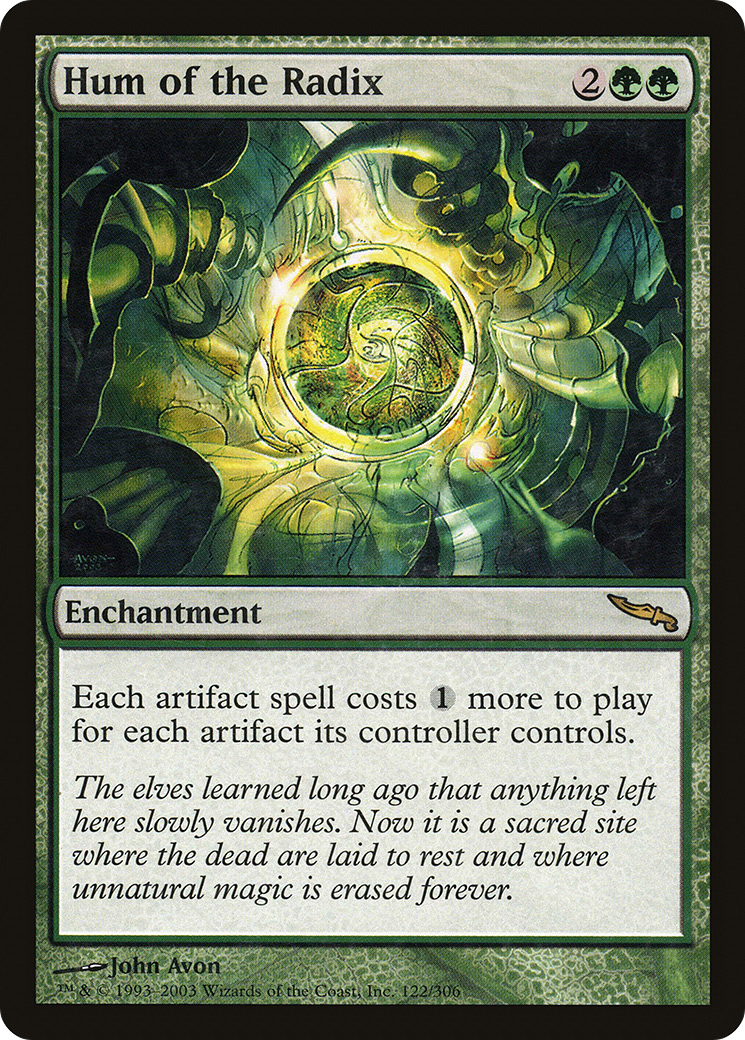 Hum of the Radix 2
Enchantment
Each artifact spell costs 1 more to play
for each artifact its controller controls.
The elves learned long ago that anything left
here slowly vanishes. Now it is a sacred site
where the dead are laid to rest and where
unnatural magic is erased forever.
John Avon
™ & © 1993–2003 Wizards of the Coast, Inc. 122/306